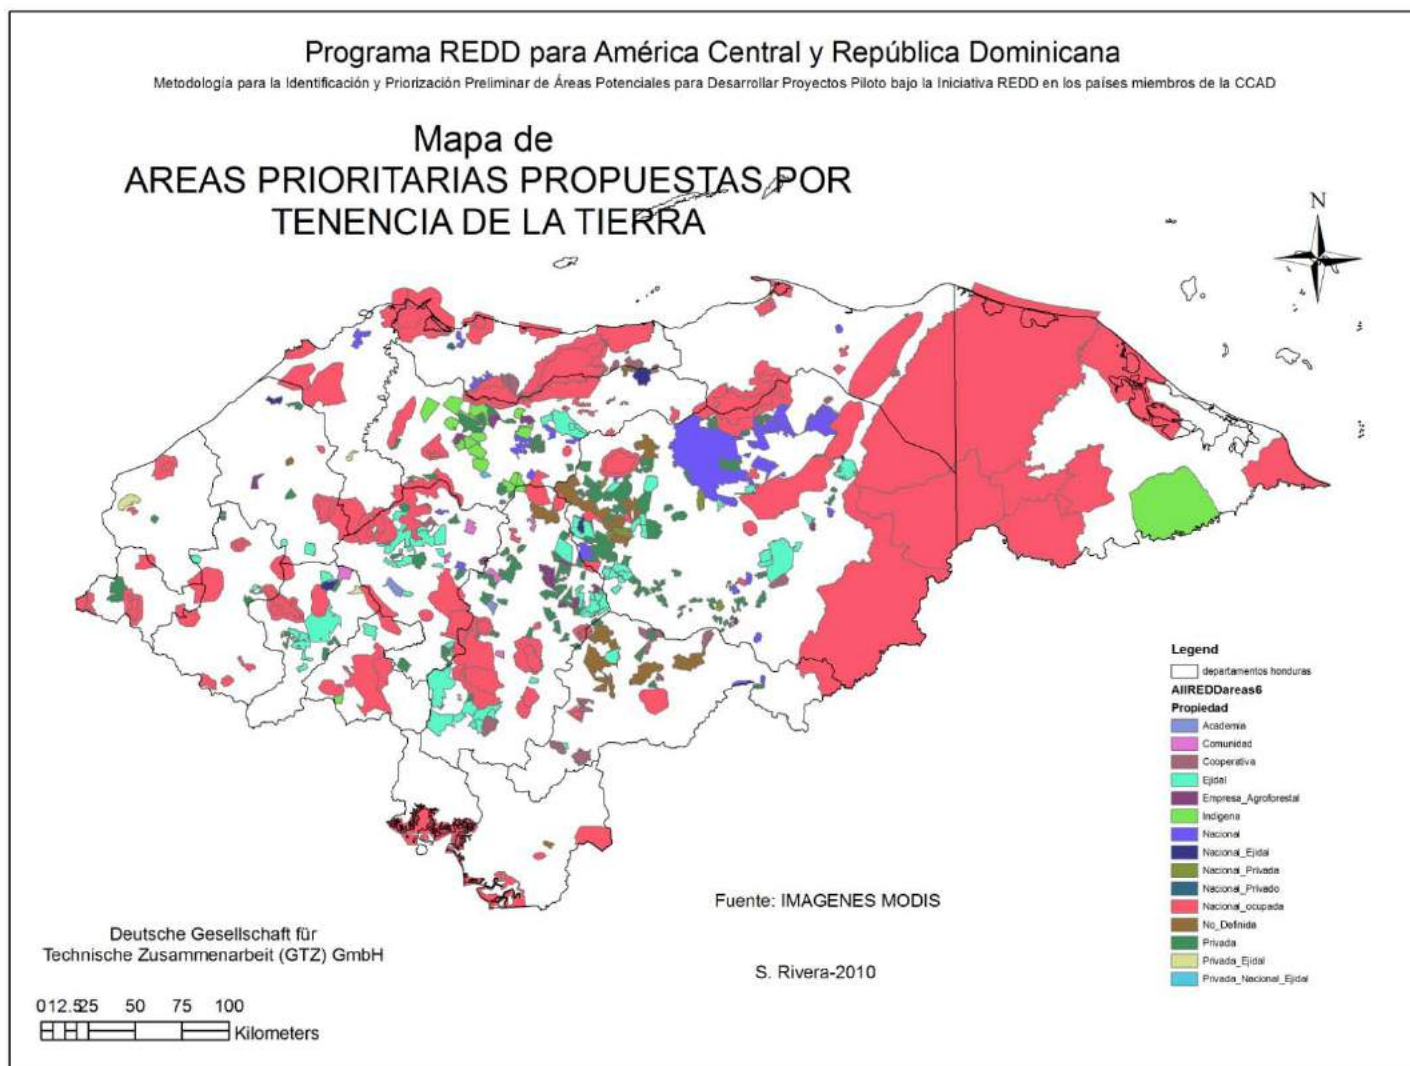 Programa REDD para América Central y República Dominicana
Metodología para la Identificación y Priorización Preliminar de Áreas Potenciales para Desarrollar Proyectos Piloto bajo la Iniciativa REDD en los países miembros de la CCAD
Mapa de
AREAS PRIORITARIAS PROPUESTAS POR
TENENCIA DE LA TIERRA
N
Legend
departamentos honduras
AllREDDareas6
Propiedad
Academia
Comunidad
Cooperativa
Ejidal
Empresa_Agroforestal
Indigena
Nacional
Nacional_Ejidal
Nacional_Privada
Nacional_Privado
Nacional_ocupada
No_Definida
Privada
Privada_Ejidal
Privada_Nacional_Ejidal
Fuente: IMAGENES MODIS
S. Rivera-2010
Deutsche Gesellschaft für
Technische Zusammenarbeit (GTZ) GmbH
0 12.5 25 50 75 100
Kilometers